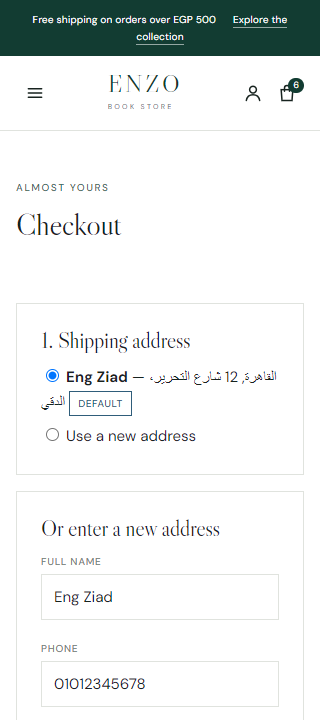 Free shipping on orders over EGP 500 Explore the
collection
ENZO
BOOK STORE
6
ALMOST YOURS
Checkout
1. Shipping address
Eng Ziad — القاهرة, 12 شارع التحرير،
الدقي DEFAULT
Use a new address
Or enter a new address
FULL NAME
Eng Ziad
PHONE
01012345678